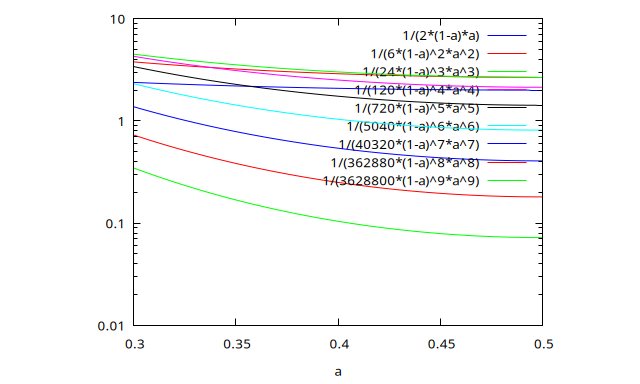 10
1/(2*(1-a)*a)
1/(6*(1-a)^2*a^2)
1/(24*(1-a)^3*a^3)
1/(120*(1-a)^4*a^4)
1/(720*(1-a)^5*a^5)
1
1/(5040*(1-a)^6*a^6)
1/(40320*(1-a)^7*a^7)
1/(362880*(1-a)^8*a^8)
1/(3628800*(1-a)^9*a^9)
0.1
0.01
0.3 0.35 0.4 0.45 0.5
a